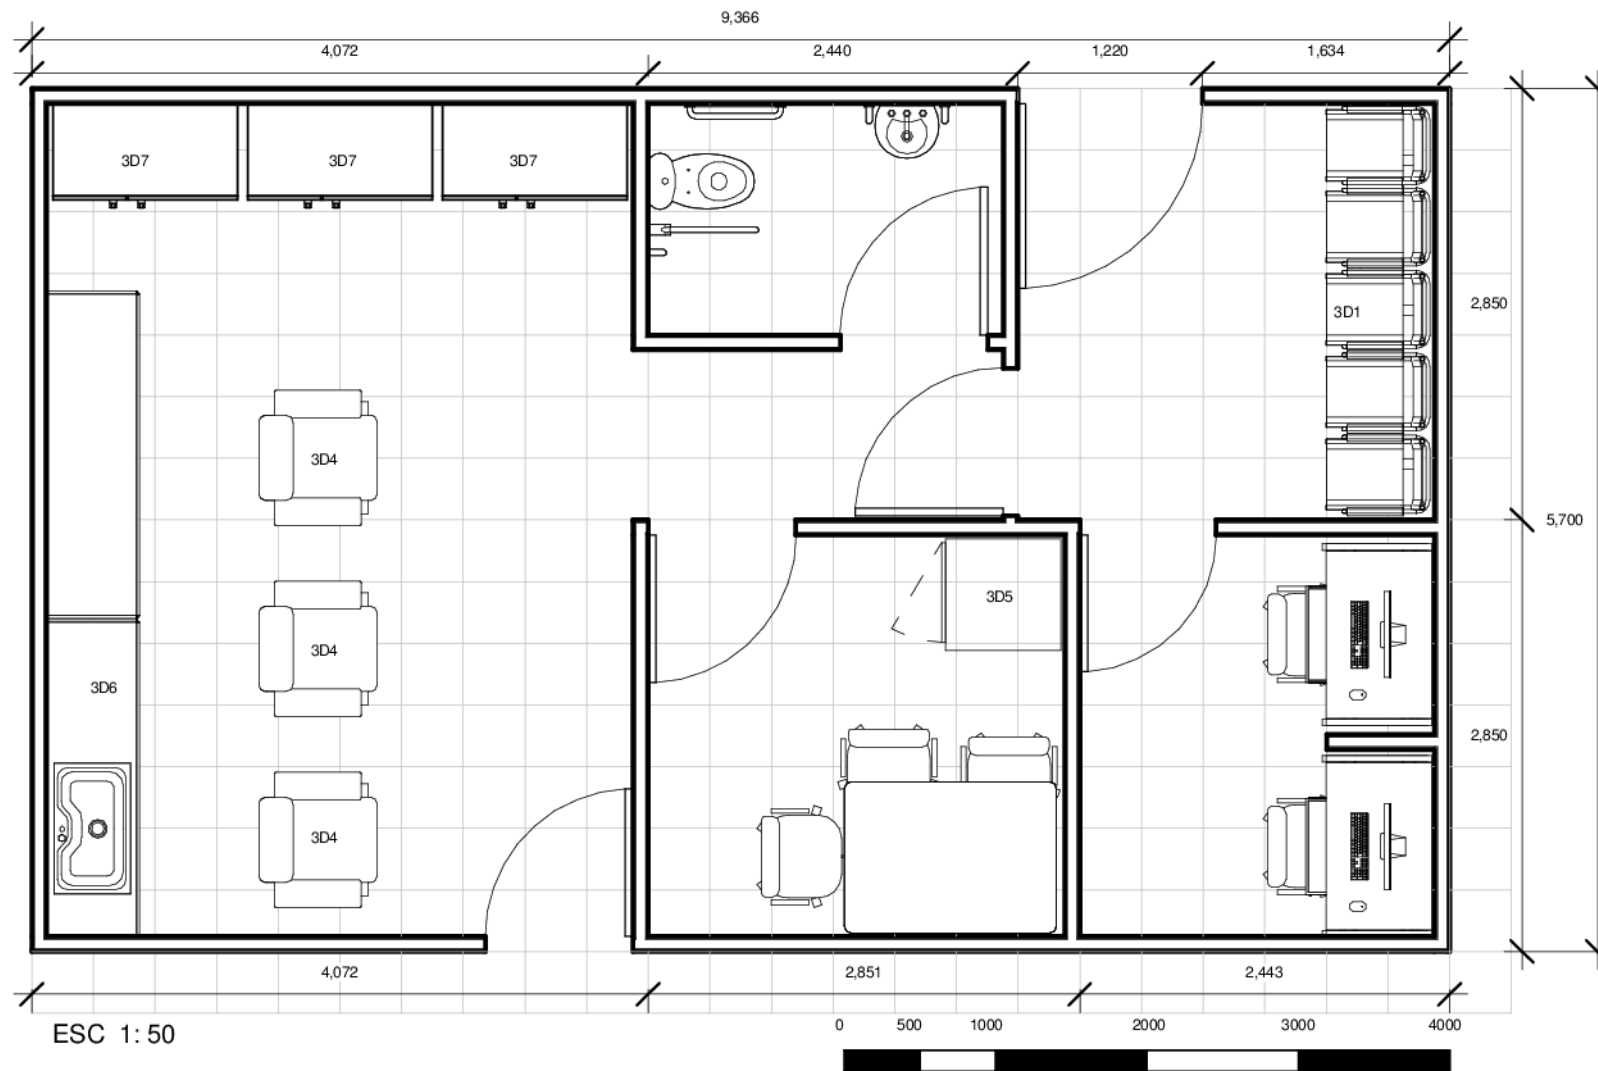 9,366
4,072 2,440 1,220 1,634
3D7 3D7 3D7
3D1 2,850
3D4
5,700
3D5
3D4
3D6
2,850
3D4
4,072 2,851 2,443
ESC 1: 50
0 500 1000 2000 3000 4000